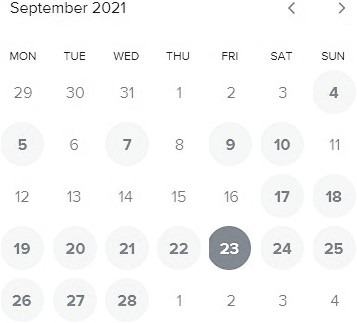 September 2021
MON TUE WED THU FRI SAT SUN
29 30 31 1 2 3 4
5 6 7 8 9 10 11
12 13 14 15 16 17 18
19 20 21 22 23 24 25
26 27 28 1 2 3 4